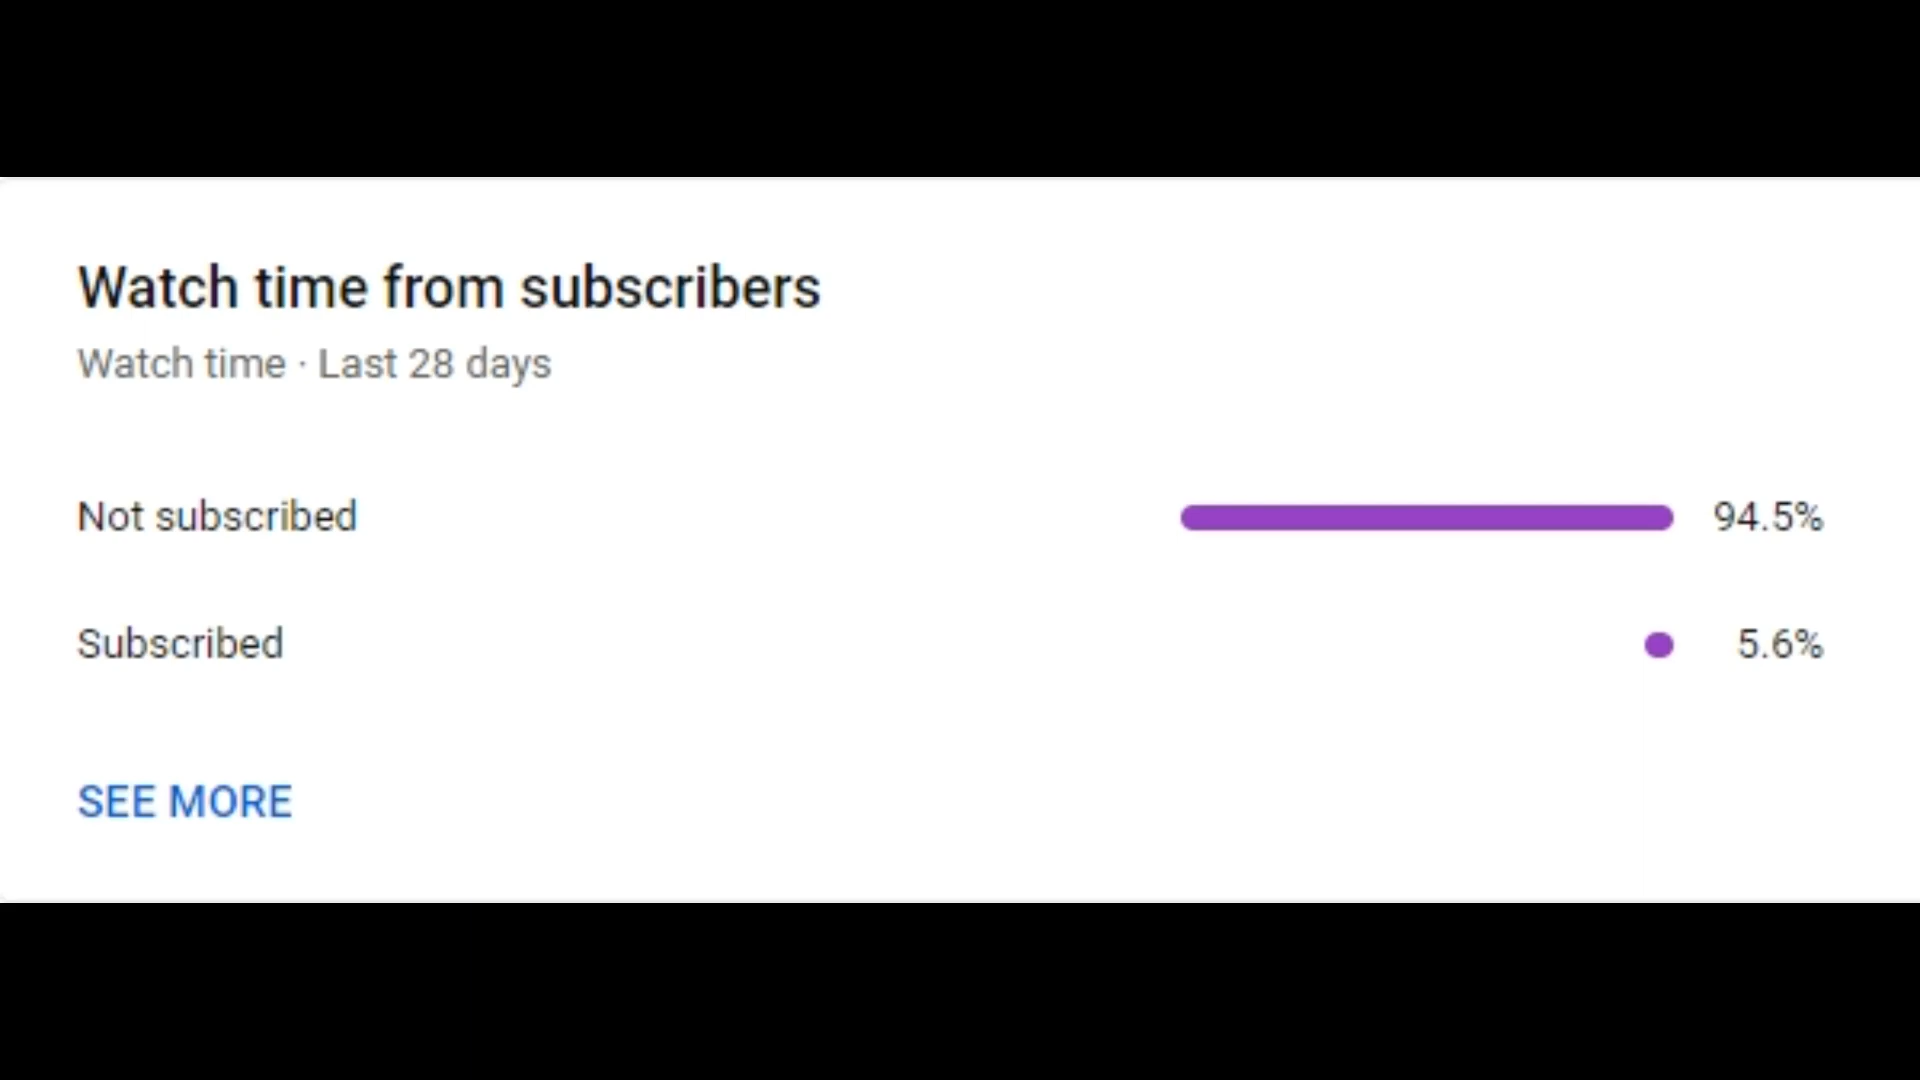 Watch time from subscribers
Watch time · Last 28 days
Not subscribed 94.5%
Subscribed 5.6%
SEE MORE